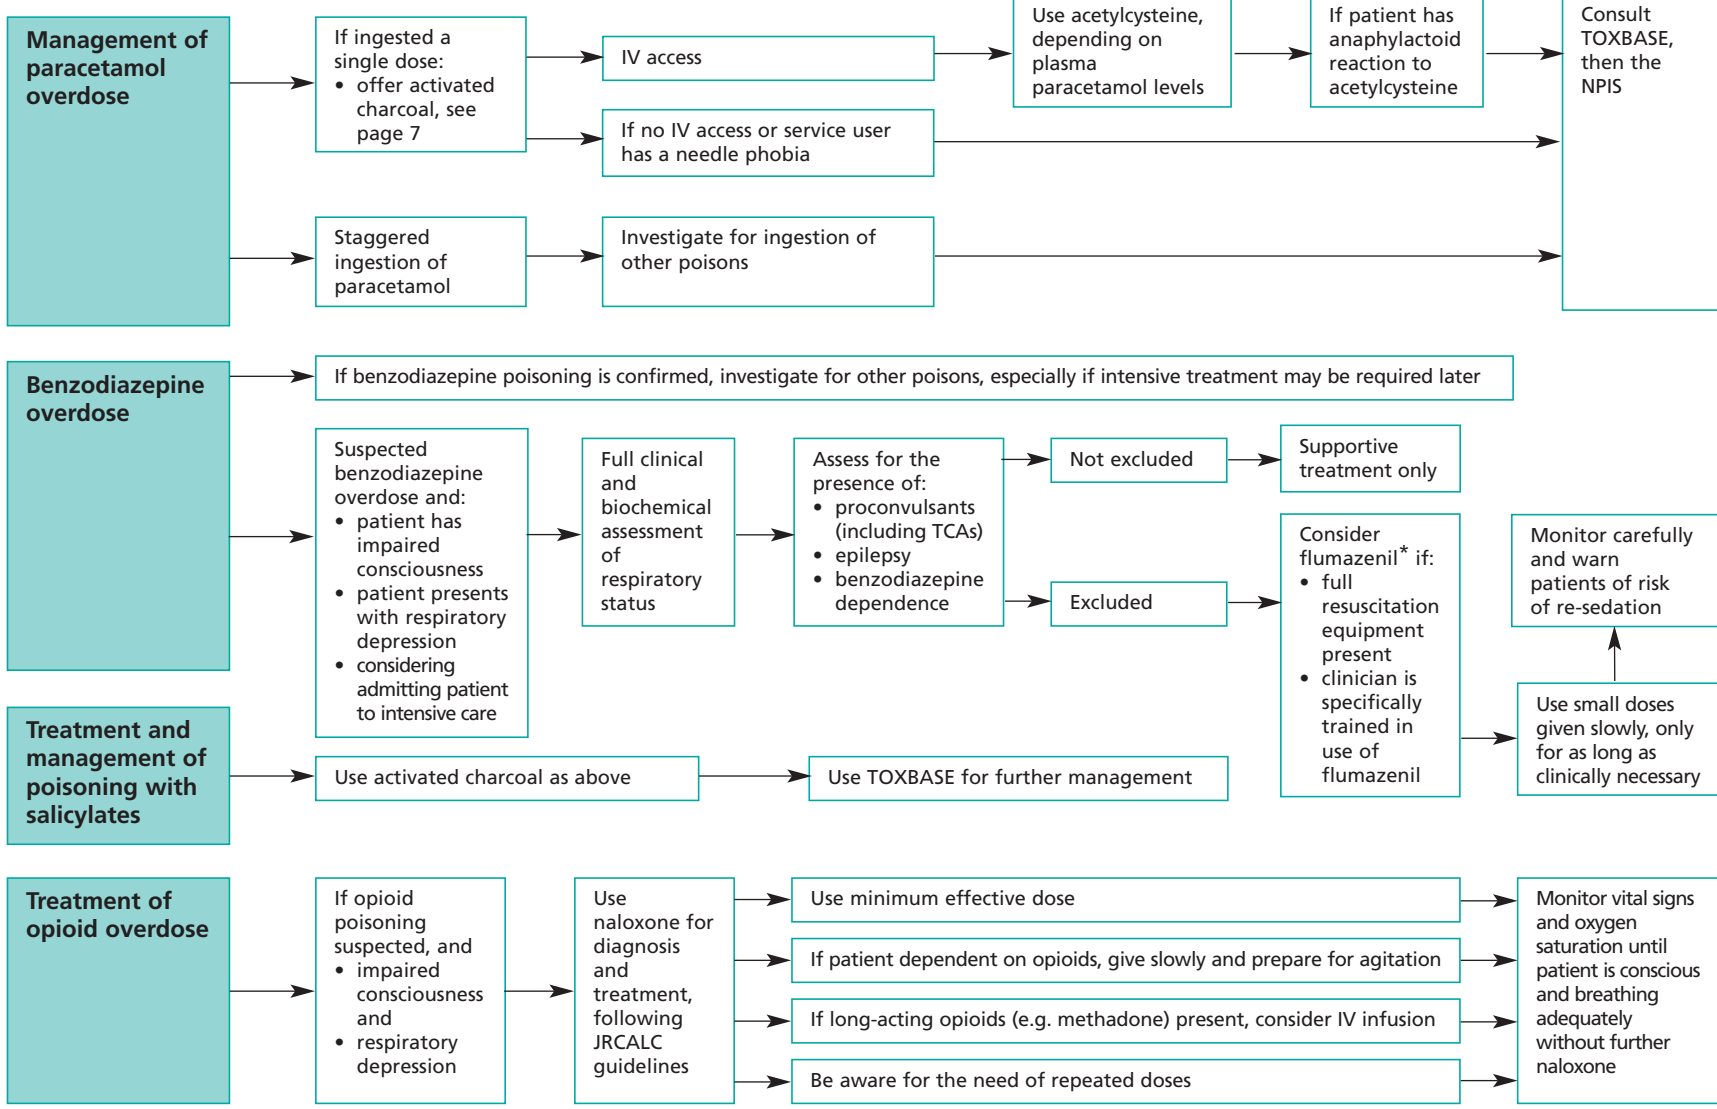 Management of
paracetamol
overdose
If ingested a
single dose:
• offer activated
charcoal, see
page 7
IV access
Use acetylcysteine,
depending on
plasma
paracetamol levels
If patient has
anaphylactoid
reaction to
acetylcysteine
Consult
TOXBASE,
then the
NPIS
If no IV access or service user
has a needle phobia
Staggered
ingestion of
paracetamol
Investigate for ingestion of
other poisons
Benzodiazepine
overdose
If benzodiazepine poisoning is confirmed, investigate for other poisons, especially if intensive treatment may be required later
Suspected
benzodiazepine
overdose and:
• patient has
impaired
consciousness
• patient presents
with respiratory
depression
• considering
admitting patient
to intensive care
Full clinical
and
biochemical
assessment
of
respiratory
status
Assess for the
presence of:
• proconvulsants
(including TCAs)
• epilepsy
• benzodiazepine
dependence
Not excluded
Supportive
treatment only
Excluded
Consider
flumazenil* if:
• full
resuscitation
equipment
present
• clinician is
specifically
trained in
use of
flumazenil
Use small doses
given slowly, only
for as long as
clinically necessary
Monitor carefully
and warn
patients of risk
of re-sedation
Treatment and
management of
poisoning with
salicylates
Use activated charcoal as above
Use TOXBASE for further management
Treatment of
opioid overdose
If opioid
poisoning
suspected, and
• impaired
consciousness
and
• respiratory
depression
Use
naloxone for
diagnosis
and
treatment,
following
JRCALC
guidelines
Use minimum effective dose
If patient dependent on opioids, give slowly and prepare for agitation
If long-acting opioids (e.g. methadone) present, consider IV infusion
Be aware for the need of repeated doses
Monitor vital signs
and oxygen
saturation until
patient is conscious
and breathing
adequately
without further
naloxone